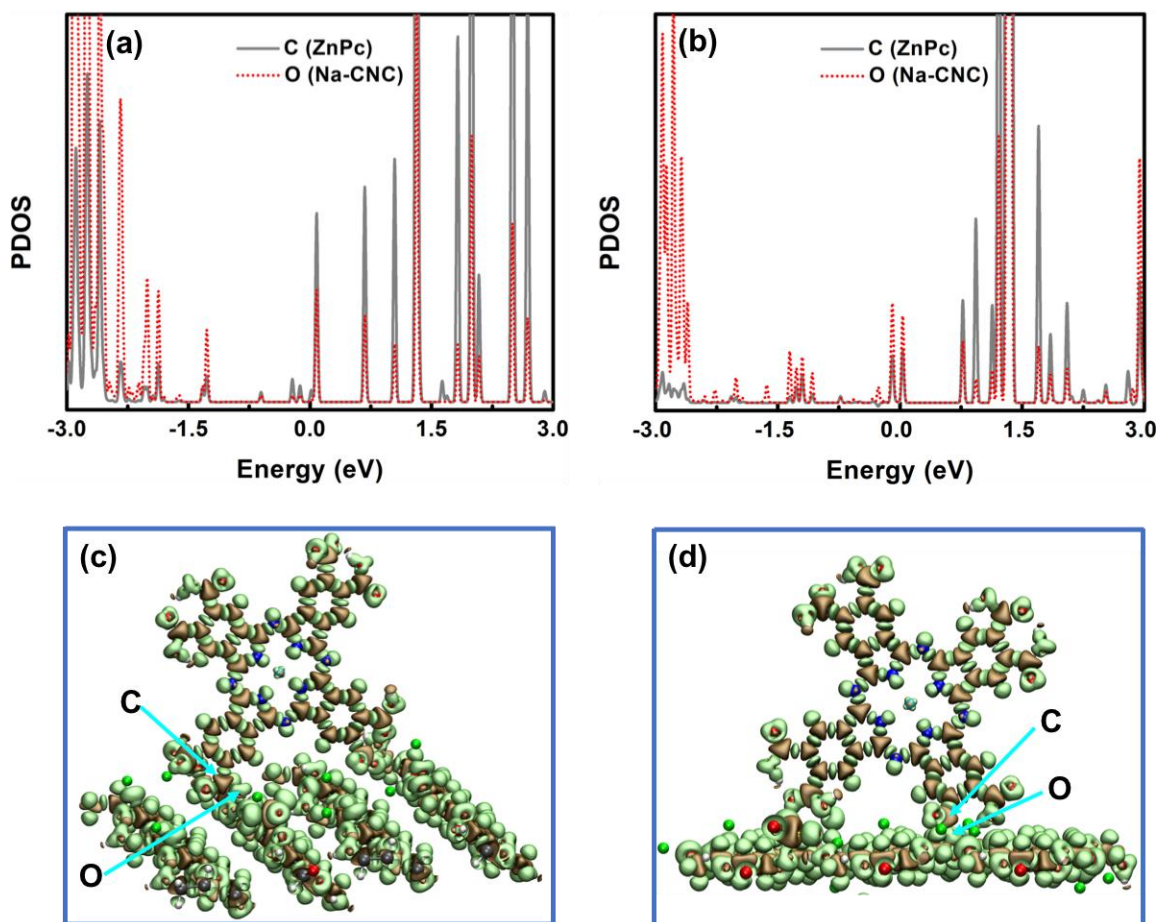 (a)
C (ZnPc)
O (Na-CNC)
PDOS
-3.0 -1.5 0.0 1.5 3.0
Energy (eV)
(b)
C (ZnPc)
O (Na-CNC)
PDOS
-3.0 -1.5 0.0 1.5 3.0
Energy (eV)
(c)
C
O
(d)
C
O